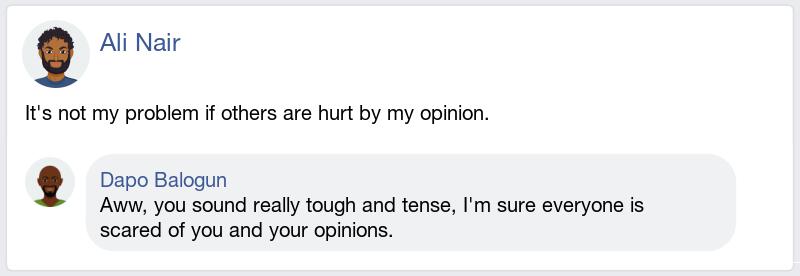 Ali Nair
It's not my problem if others are hurt by my opinion.
Dapo Balogun
Aww, you sound really tough and tense, I'm sure everyone is
scared of you and your opinions.